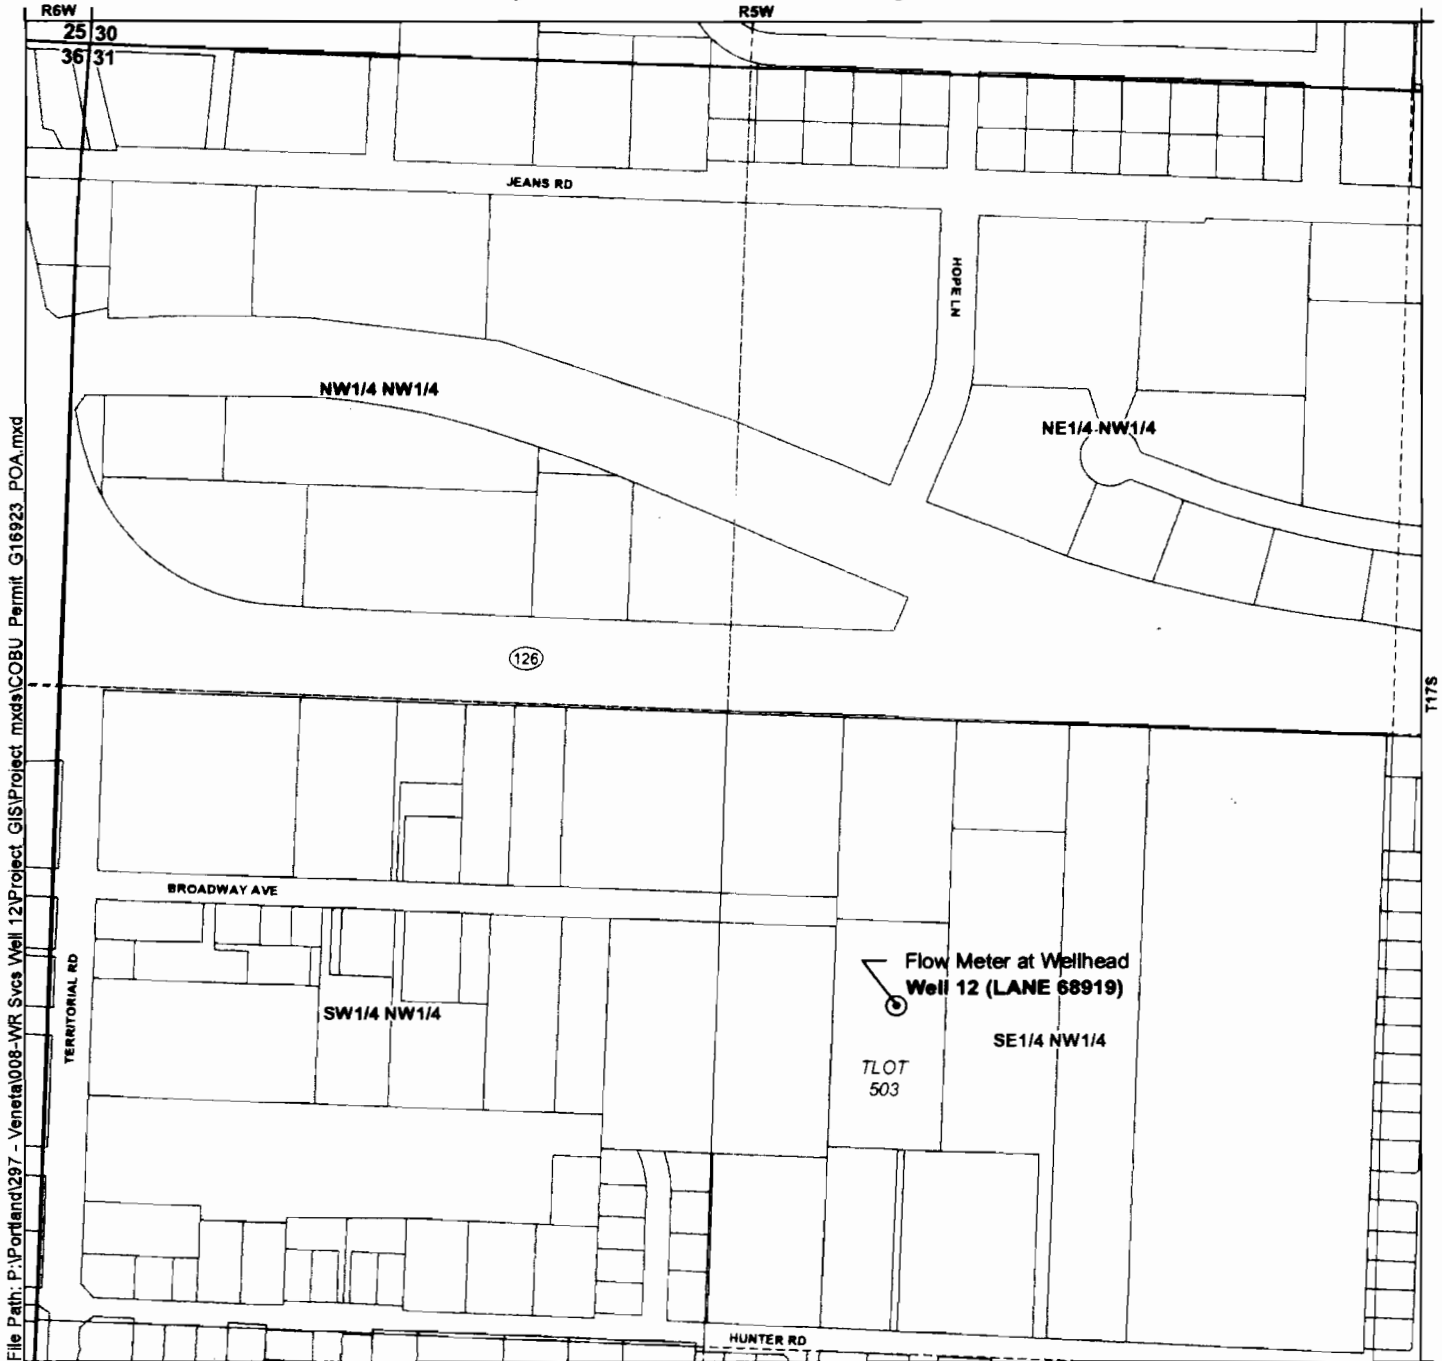 R6W
R5W
25 30
36 31
JEANS RD
HOPE LN
NW1/4 NW1/4
NE1/4 NW1/4
126
T17S
BROADWAY AVE
TERRITORIAL RD
Flow Meter at Wellhead
Well 12 (LANE 68919)
SW1/4 NW1/4
SE1/4 NW1/4
TLOT
503
HUNTER RD
File Path: P:\Portland\297 - Veneta\008-WR Svcs Well 12\Project_GIS\Project_mxds\COBU_Permit_G16923_POA.mxd